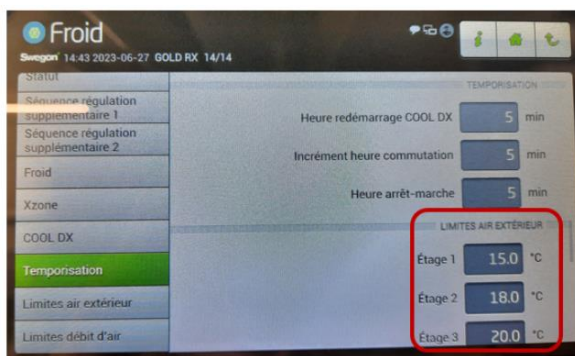 Froid
Swegon 14:43 2023-06-27 GOLD RX 14/14
Statut
Séquence régulation
supplémentaire 1
Séquence régulation
supplémentaire 2
Froid
Xzone
COOL DX
Temporisation
Limites air extérieur
Limites débit d'air
TEMPORISATION
Heure redémarrage COOL DX 5 min
Incrément heure commutation 5 min
Heure arrêt-marche 5 min
LIMITES AIR EXTÉRIEUR
Étage 1 15.0 °C
Étage 2 18.0 °C
Étage 3 20.0 °C